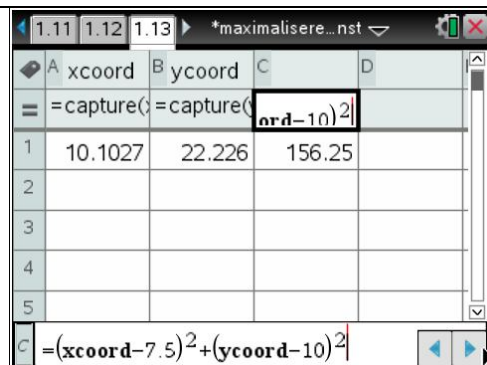 1.11 1.12 1.13 *maximalisere…nst
A xcoord B ycoord C D
= =capture( =capture( ord–10)²
1 10.1027 22.226 156.25
2
3
4
5
C =(xcoord–7.5)²+(ycoord–10)²